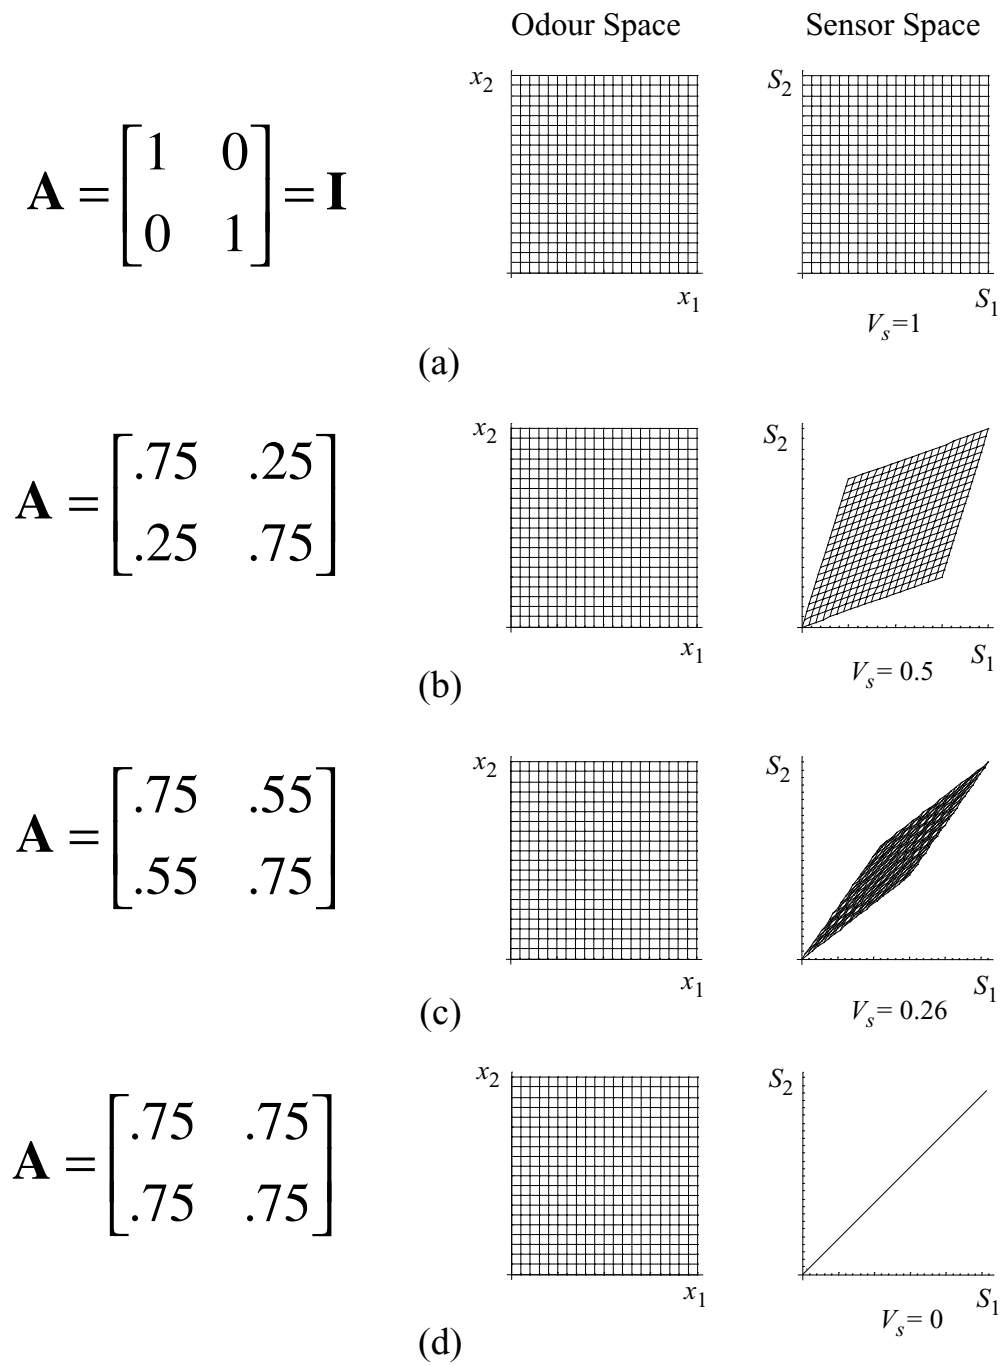 Odour Space Sensor Space
x2 S2
A = [1 0
0 1] = I
x1 S1
Vs=1
(a)
x2 S2
A = [.75 .25
.25 .75]
x1 S1
Vs= 0.5
(b)
x2 S2
A = [.75 .55
.55 .75]
x1 S1
Vs= 0.26
(c)
x2 S2
A = [.75 .75
.75 .75]
x1 S1
Vs= 0
(d)